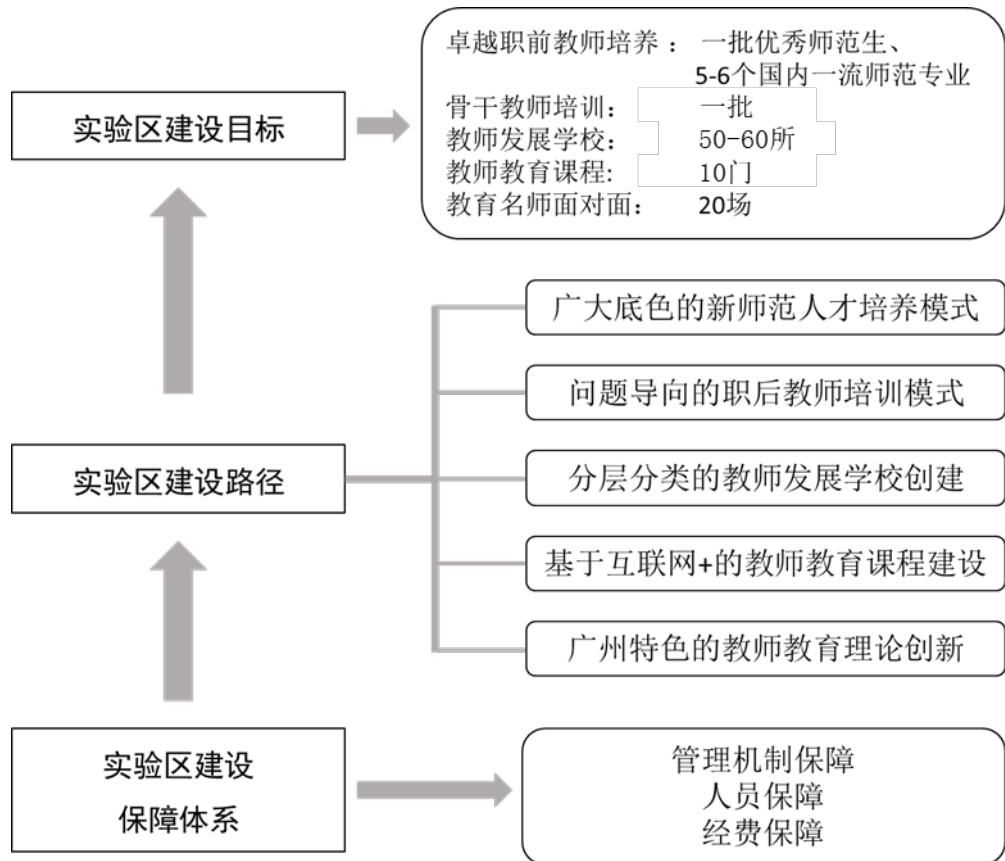 实验区建设目标
卓越职前教师培养： 一批优秀师范生、
5-6个国内一流师范专业
骨干教师培训： 一批
教师发展学校： 50-60所
教师教育课程: 10门
教育名师面对面： 20场
实验区建设路径
广大底色的新师范人才培养模式
问题导向的职后教师培训模式
分层分类的教师发展学校创建
基于互联网+的教师教育课程建设
广州特色的教师教育理论创新
实验区建设
保障体系
管理机制保障
人员保障
经费保障